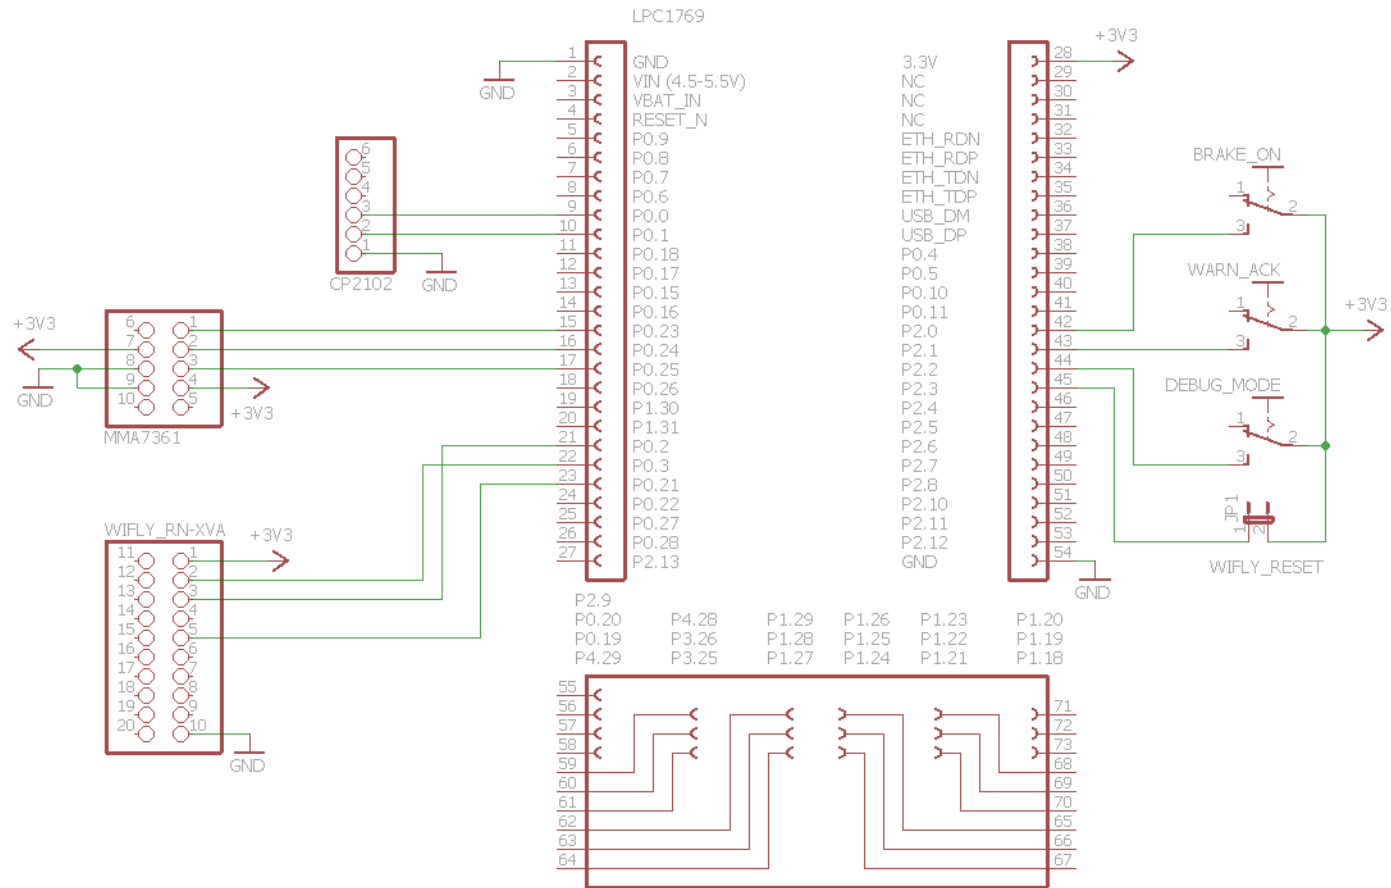 LPC1769
1 GND
2 VIN (4.5-5.5V)
3 VBAT_IN
4 RESET_N
5 P0.9
6 P0.8
7 P0.7
8 P0.6
9 P0.0
10 P0.1
11 P0.18
12 P0.17
13 P0.15
14 P0.16
15 P0.23
16 P0.24
17 P0.25
18 P0.26
19 P1.30
20 P1.31
21 P0.2
22 P0.3
23 P0.21
24 P0.22
25 P0.27
26 P0.28
27 P2.13
GND
+3V3
3.3V 28
NC 29
NC 30
NC 31
ETH_RDN 32
ETH_RDP 33
ETH_TDN 34
ETH_TDP 35
USB_DM 36
USB_DP 37
P0.4 38
P0.5 39
P0.10 40
P0.11 41
P2.0 42
P2.1 43
P2.2 44
P2.3 45
P2.4 46
P2.5 47
P2.6 48
P2.7 49
P2.8 50
P2.10 51
P2.11 52
P2.12 53
GND 54
GND
6
5
4
3
2
1
CP2102
GND
+3V3
6 1
7 2
8 3
9 4
10 5
GND
+3V3
MMA7361
WIFLY_RN-XVA
+3V3
11 1
12 2
13 3
14 4
15 5
16 6
17 7
18 8
19 9
20 10
GND
BRAKE_ON
1
2
3
WARN_ACK
1
2
3
+3V3
DEBUG_MODE
1
2
3
JP1
1
2
WIFLY_RESET
P2.9
P0.20 P4.28 P1.29 P1.26 P1.23 P1.20
P0.19 P3.26 P1.28 P1.25 P1.22 P1.19
P4.29 P3.25 P1.27 P1.24 P1.21 P1.18
55
56 71
57 72
58 73
59 68
60 69
61 70
62 65
63 66
64 67